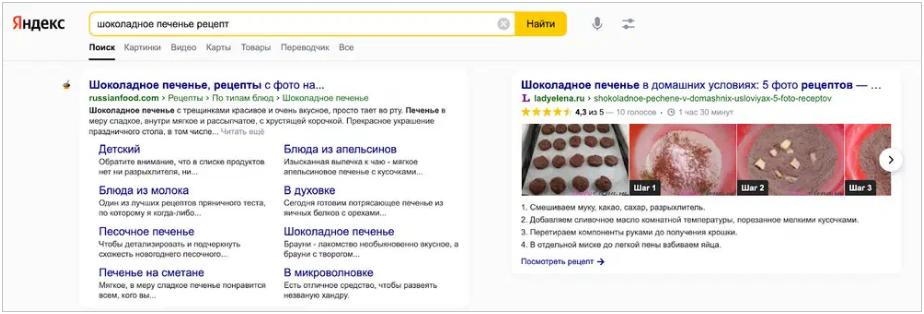 Яндекс
шоколадное печенье рецепт
Найти
Поиск Картинки Видео Карты Товары Переводчик Все
Шоколадное печенье, рецепты с фото на...
russianfood.com › Рецепты › По типам блюд › Шоколадное печенье
Шоколадное печенье с трещинками красивое и очень вкусное, просто тает во рту. Печенье в
меру сладкое, внутри мягкое и рассыпчатое, с хрустящей корочкой. Прекрасное украшение
праздничного стола, в том числе... Читать ещё
Детский
Обратите внимание, что в списке продуктов
нет ни разрыхлителя, ни...
Блюда из апельсинов
Изысканная выпечка к чаю - мягкое
апельсиновое печенье с кусочками...
Блюда из молока
Один из лучших рецептов пряничного теста,
по которому я когда-либо...
В духовке
Сегодня готовим потрясающее печенье из
яичных белков с орехами...
Песочное печенье
Чтобы детализировать и подчеркнуть
схожесть новогоднего песочного...
Шоколадное печенье
Брауни - лакомство необыкновенно вкусное, а
брауни с творогом...
Печенье на сметане
Мягкое, в меру сладкое печенье понравится
всем, кого вы...
В микроволновке
Есть отличное средство, чтобы развеять
незваную хандру.
Шоколадное печенье в домашних условиях: 5 фото рецептов — ...
L ladyelena.ru › shokoladnoe-pechene-v-domashnix-usloviyax-5-foto-receptov
4,3 из 5 — 10 голосов · 1 час 30 минут
Шаг 1
Шаг 2
Шаг 3
1. Смешиваем муку, какао, сахар, разрыхлитель.
2. Добавляем сливочное масло комнатной температуры, порезанное мелкими кусочками.
3. Перетираем компоненты руками до получения крошки.
4. В отдельной миске до легкой пены взбиваем яйца.
Посмотреть рецепт →